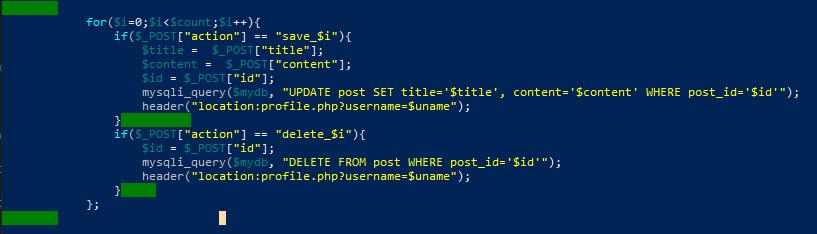 for($i=0;$i<$count;$i++){
if($_POST["action"] == "save_$i"){
$title =  $_POST["title"];
$content =  $_POST["content"];
$id = $_POST["id"];
mysqli_query($mydb, "UPDATE post SET title='$title', content='$content' WHERE post_id='$id'");
header("location:profile.php?username=$uname");
}
if($_POST["action"] == "delete_$i"){
$id = $_POST["id"];
mysqli_query($mydb, "DELETE FROM post WHERE post_id='$id'");
header("location:profile.php?username=$uname");
}
};